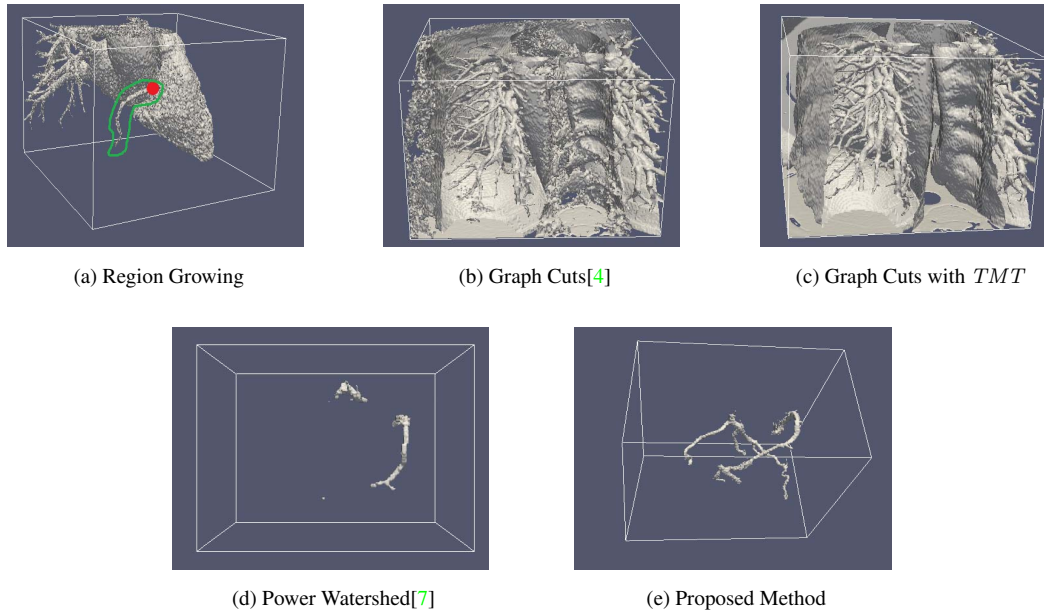 (a) Region Growing
(b) Graph Cuts[4]
(c) Graph Cuts with TMT
(d) Power Watershed[7]
(e) Proposed Method